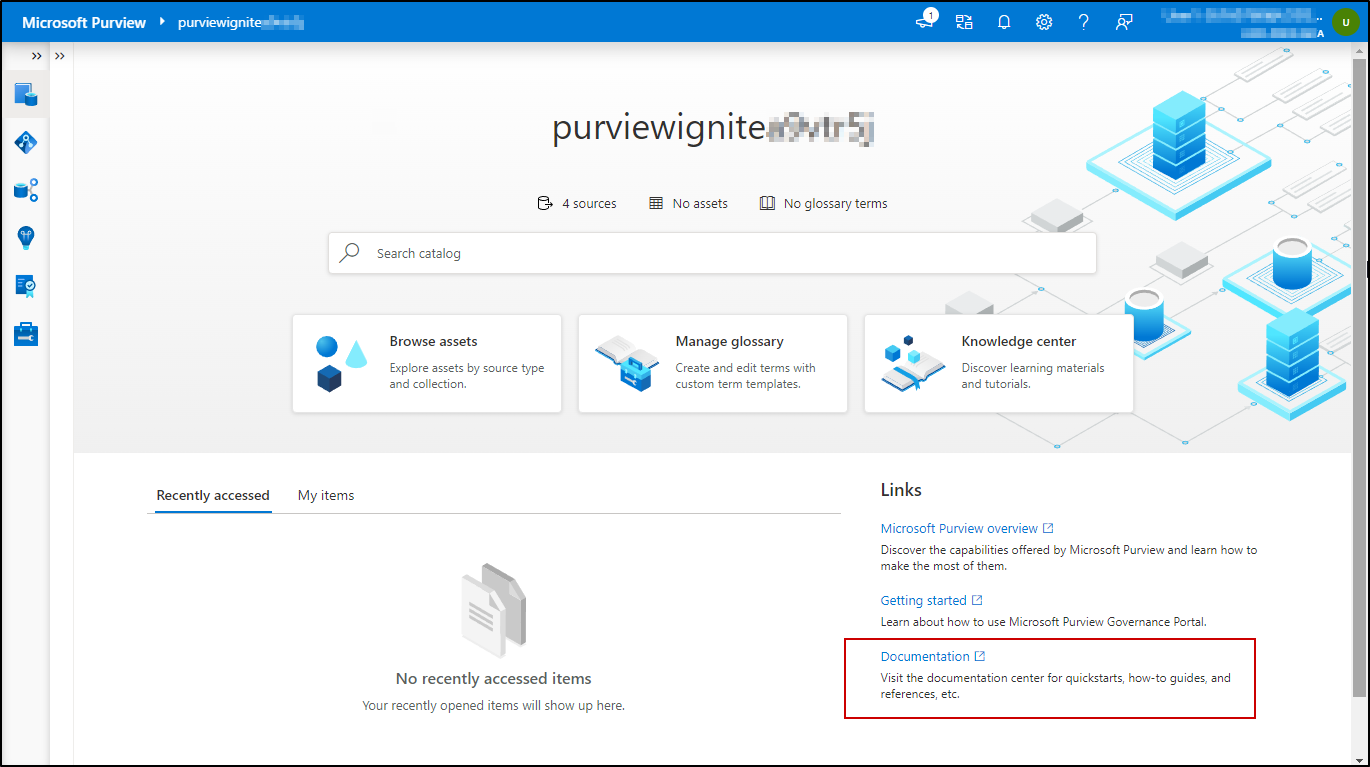 Microsoft Purview
purviewignite
1
U
A
purviewignite
4 sources
No assets
No glossary terms
Search catalog
Browse assets
Explore assets by source type
and collection.
Manage glossary
Create and edit terms with
custom term templates.
Knowledge center
Discover learning materials
and tutorials.
Recently accessed
My items
No recently accessed items
Your recently opened items will show up here.
Links
Microsoft Purview overview
Discover the capabilities offered by Microsoft Purview and learn how to
make the most of them.
Getting started
Learn about how to use Microsoft Purview Governance Portal.
Documentation
Visit the documentation center for quickstarts, how-to guides, and
references, etc.